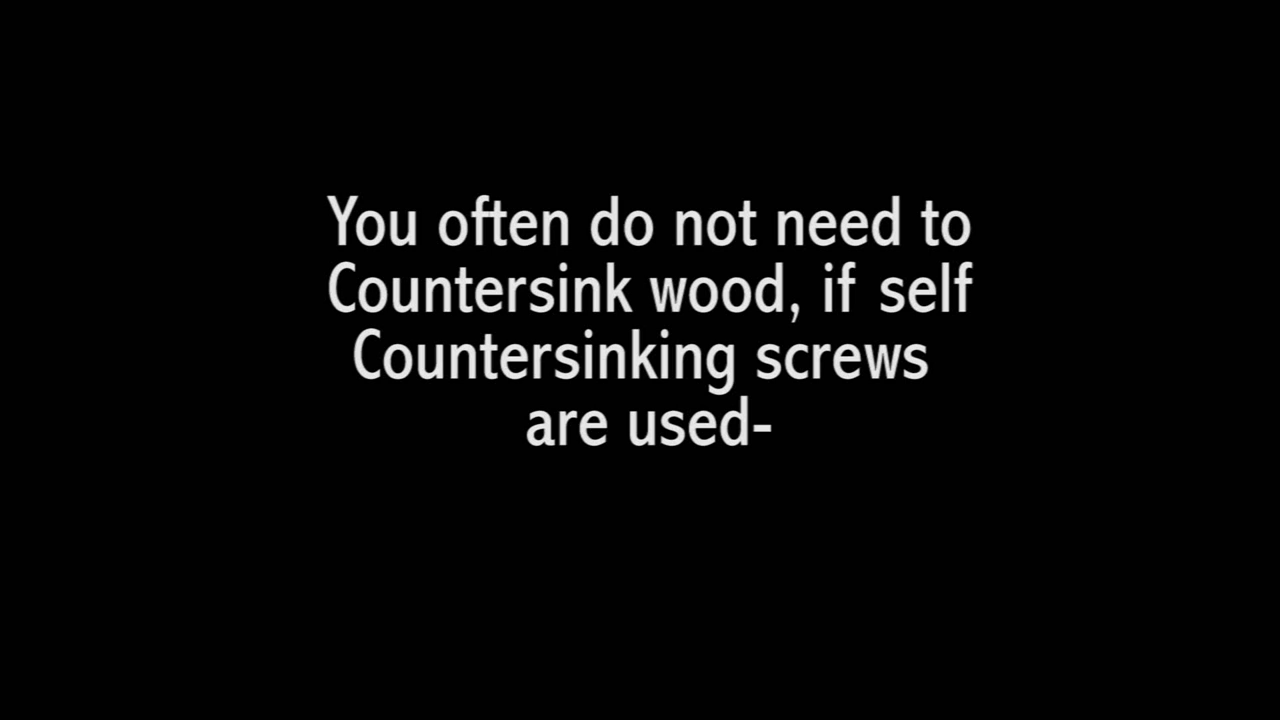 You often do not need to
Countersink wood, if self
Countersinking screws
are used-